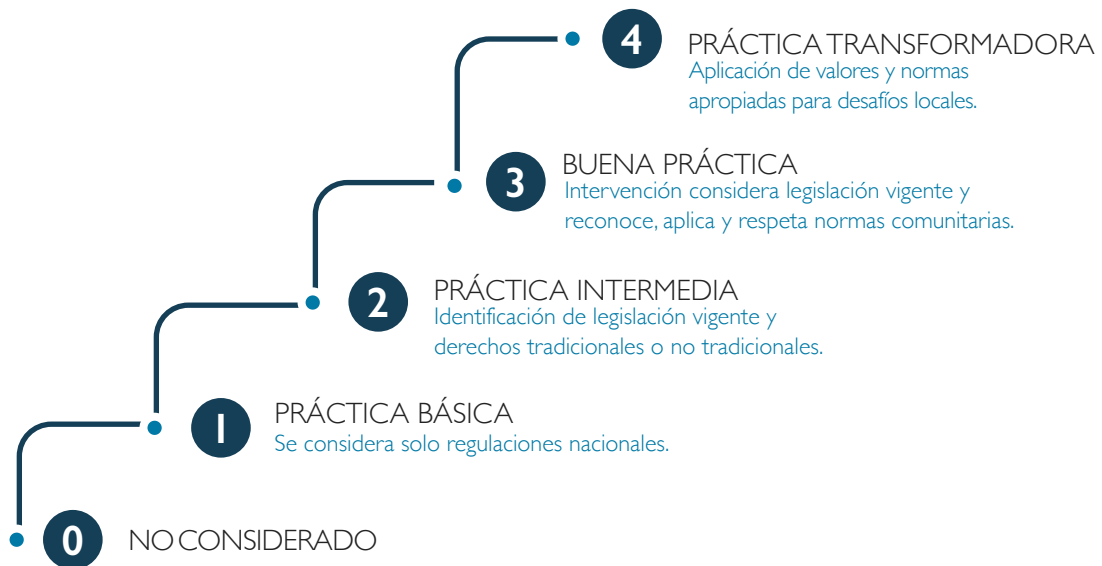 4
PRÁCTICA TRANSFORMADORA
Aplicación de valores y normas
apropiadas para desafíos locales.
3
BUENA PRÁCTICA
Intervención considera legislación vigente y
reconoce, aplica y respeta normas comunitarias.
2
PRÁCTICA INTERMEDIA
Identificación de legislación vigente y
derechos tradicionales o no tradicionales.
1
PRÁCTICA BÁSICA
Se considera solo regulaciones nacionales.
0
NO CONSIDERADO